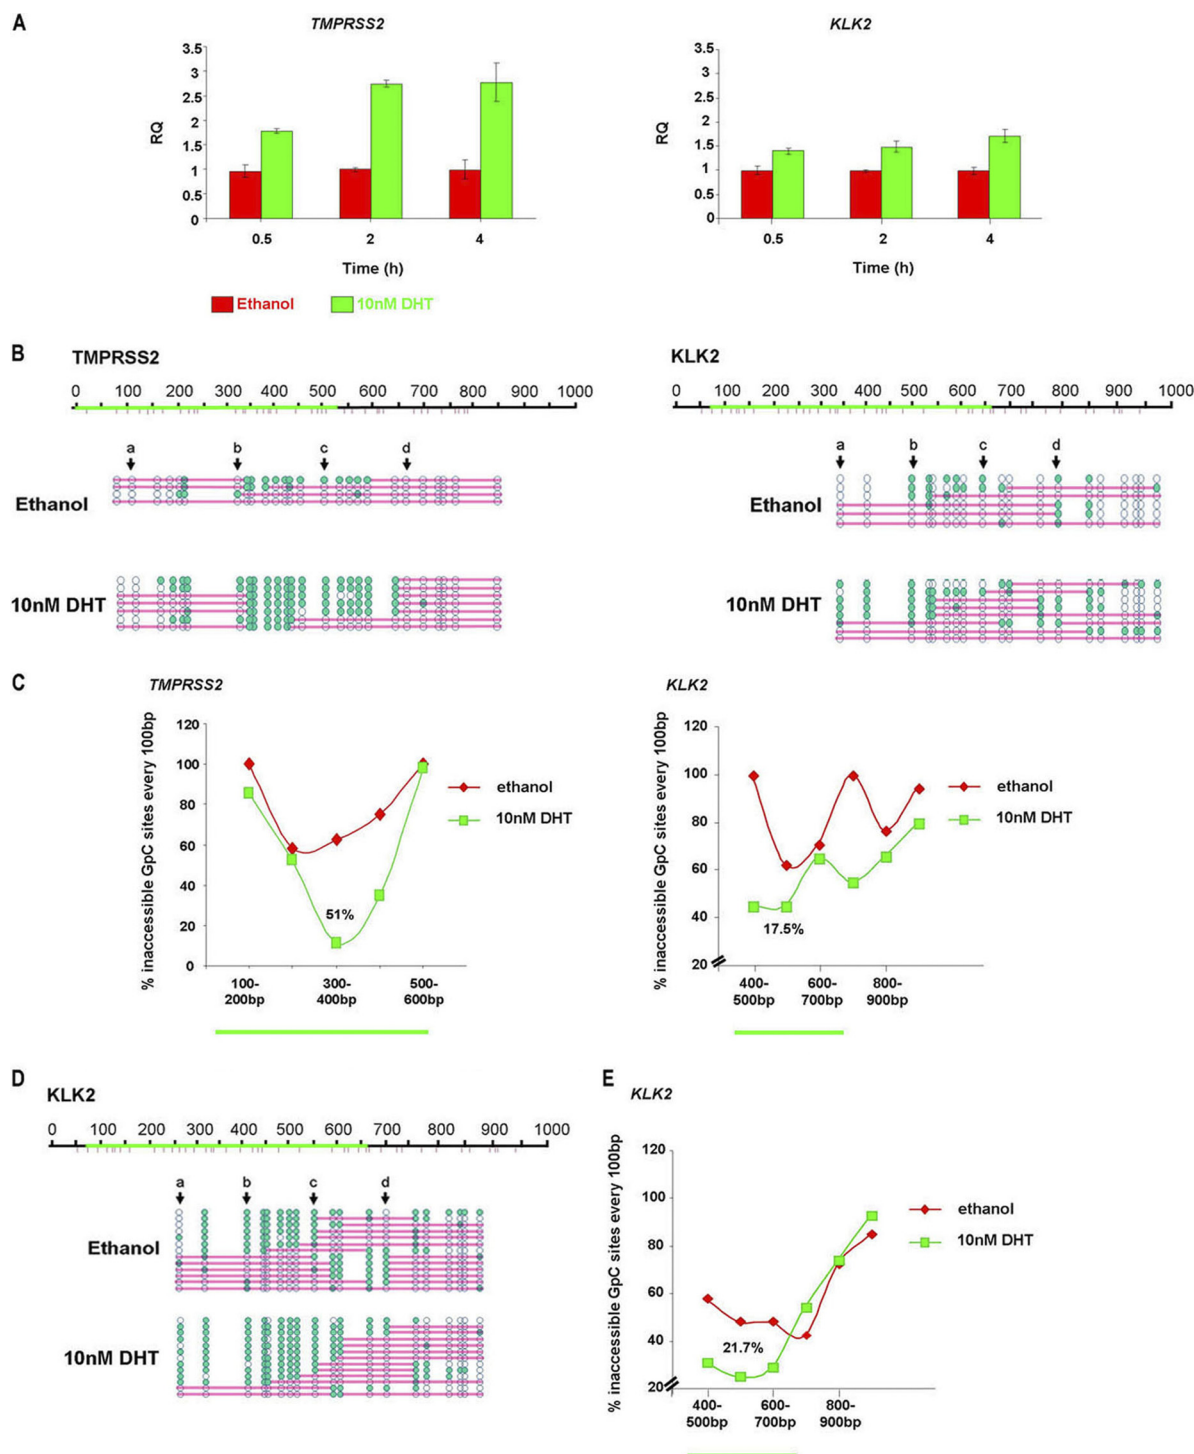 A
TMPRSS2
KLK2
RQ
3.5
3
2.5
2
1.5
1
0.5
0
0.5 2 4
Time (h)
RQ
3.5
3
2.5
2
1.5
1
0.5
0
0.5 2 4
Time (h)
Ethanol 10nM DHT
B
TMPRSS2
0 100 200 300 400 500 600 700 800 900 1000
a b c d
Ethanol
10nM DHT
KLK2
0 100 200 300 400 500 600 700 800 900 1000
a b c d
Ethanol
10nM DHT
C
TMPRSS2
% inaccessible GpC sites every 100bp
120
100
80
60
40
20
0
51%
ethanol
10nM DHT
100-200bp
300-400bp
500-600bp
KLK2
% inaccessible GpC sites every 100bp
120
100
80
60
40
20
17.5%
ethanol
10nM DHT
400-500bp
600-700bp
800-900bp
D
KLK2
0 100 200 300 400 500 600 700 800 900 1000
a b c d
Ethanol
10nM DHT
E
KLK2
% inaccessible GpC sites every 100bp
120
100
80
60
40
20
21.7%
ethanol
10nM DHT
400-500bp
600-700bp
800-900bp